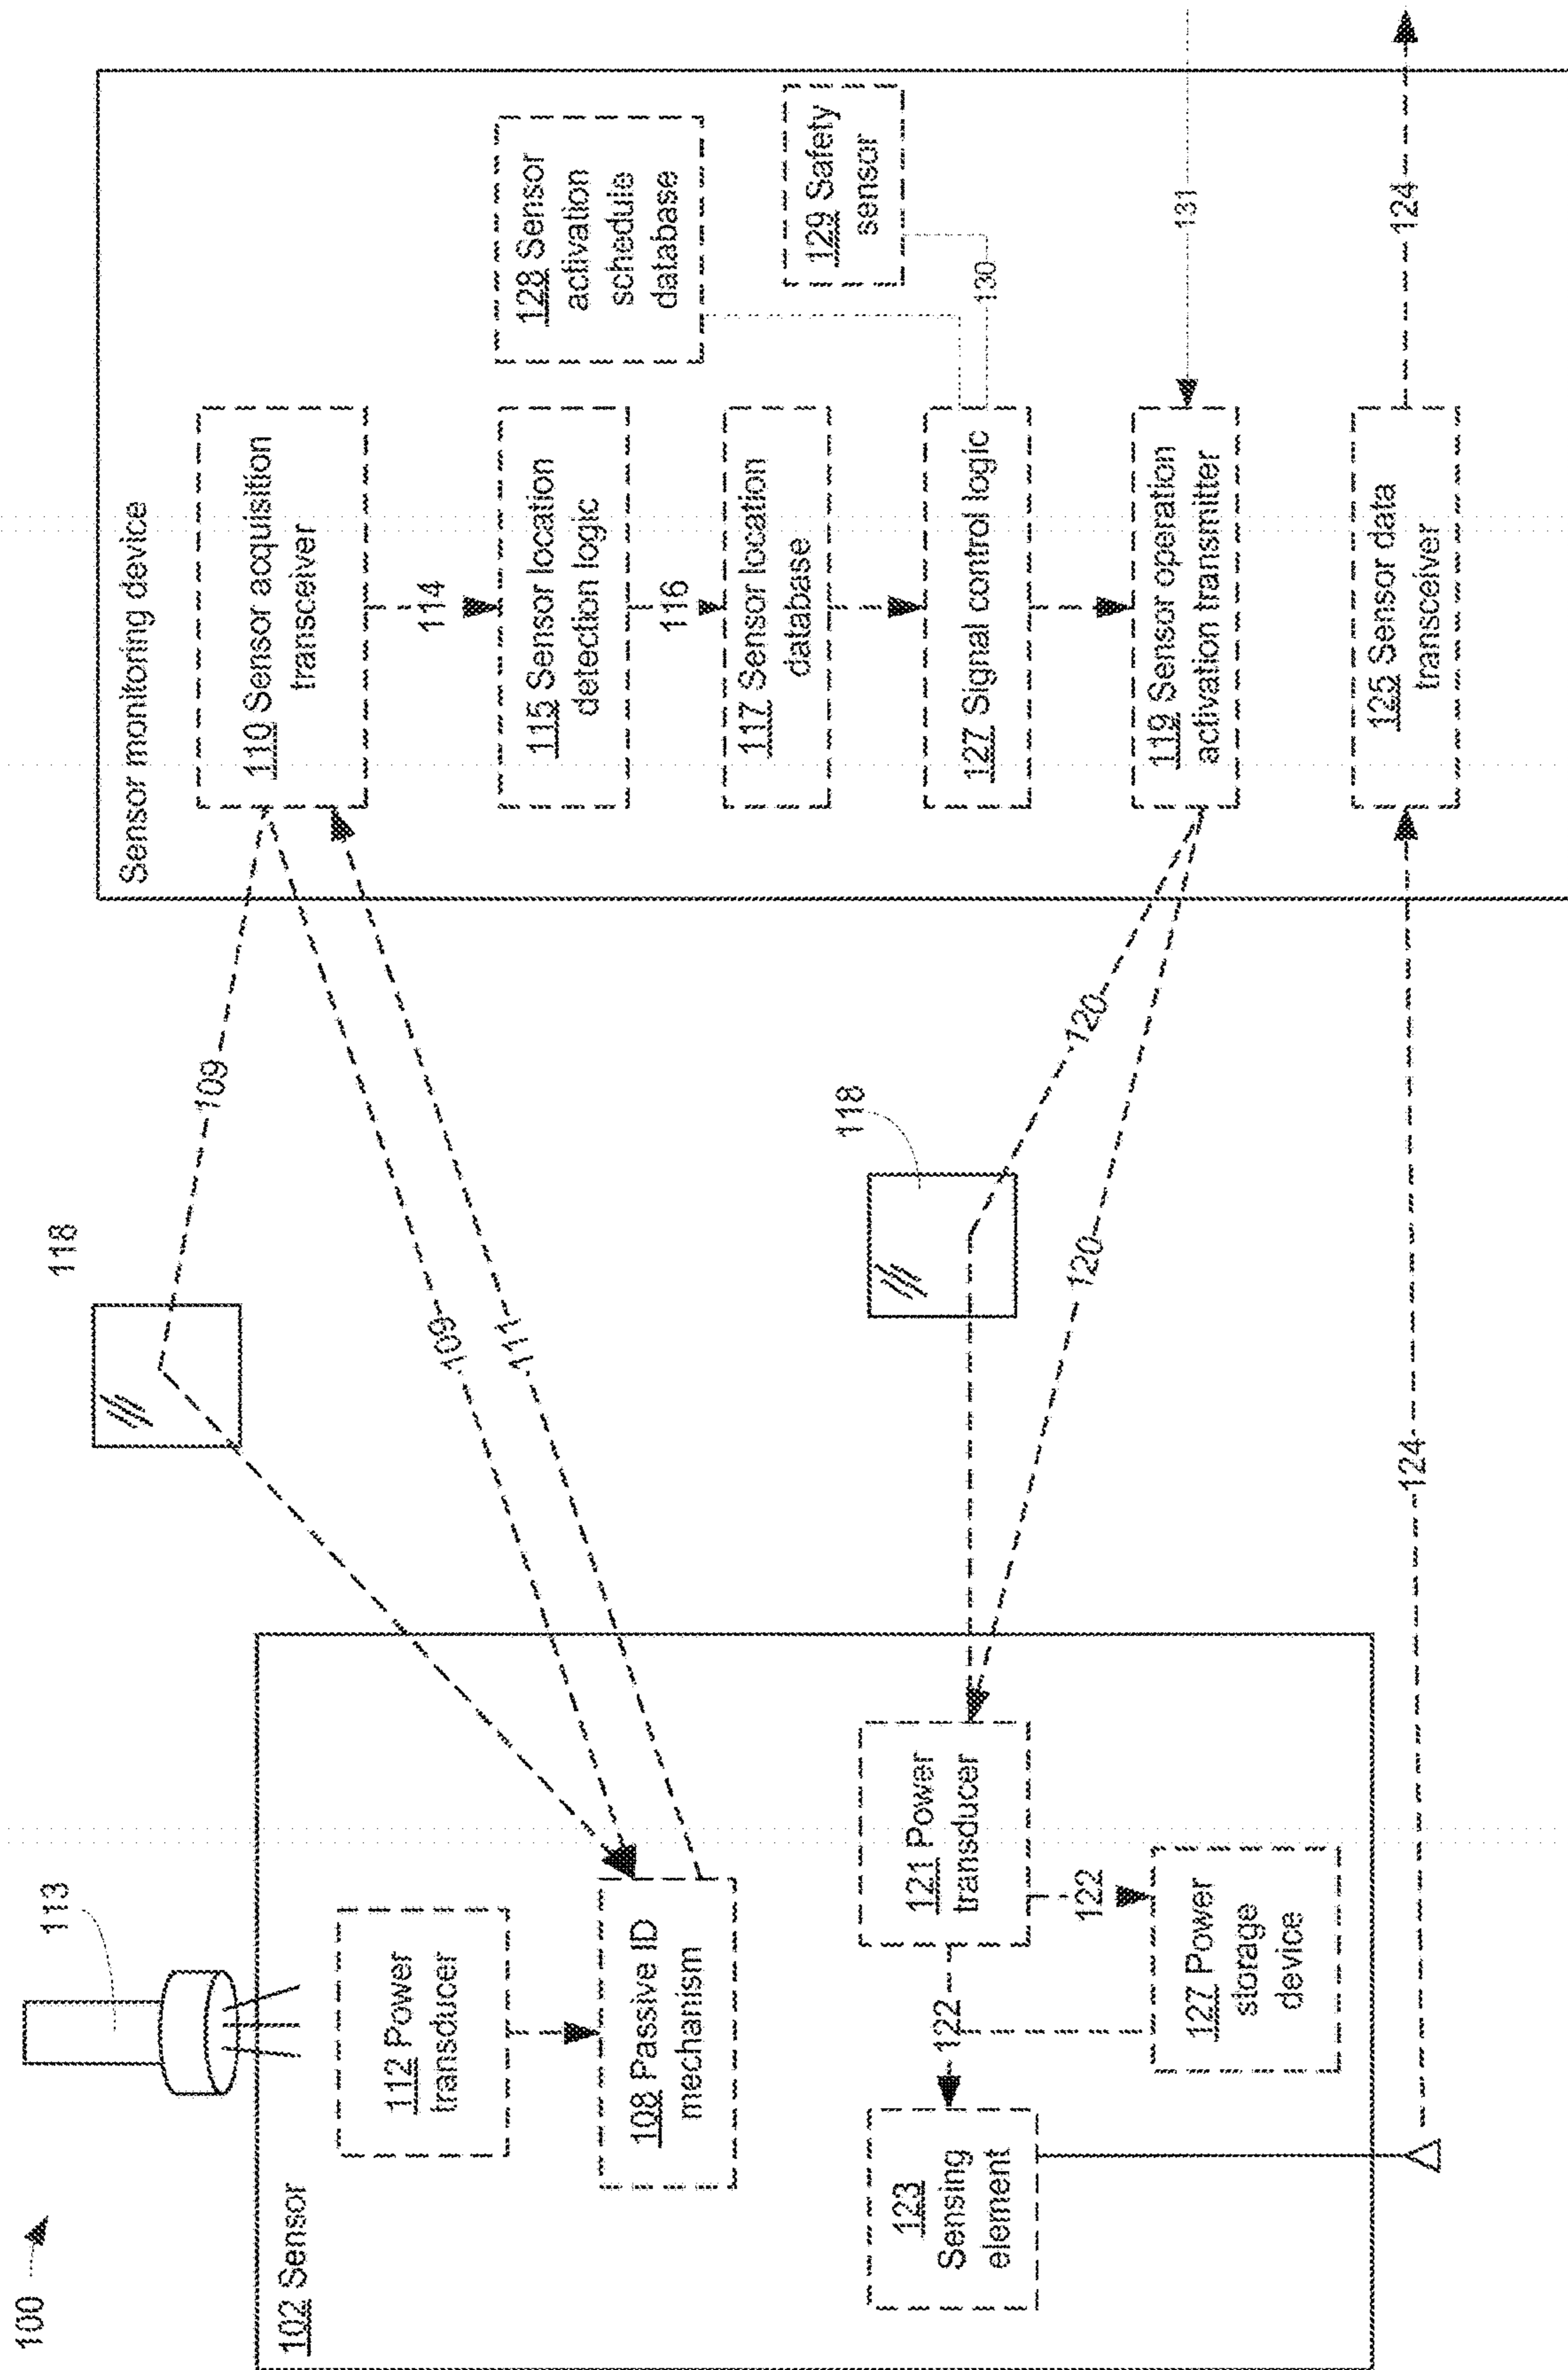 100
113
102 Sensor
112 Power
transducer
108 Passive ID
mechanism
123
Sensing
element
122
121 Power
transducer
122
127 Power
storage
device
118
109
109
111
118
120
120
124
Sensor monitoring device
110 Sensor acquisition
transceiver
114
115 Sensor location
detection logic
116
117 Sensor location
database
127 Signal control logic
119 Sensor operation
activation transmitter
125 Sensor data
transceiver
128 Sensor
activation
schedule
database
129 Safety
sensor
130
131
124